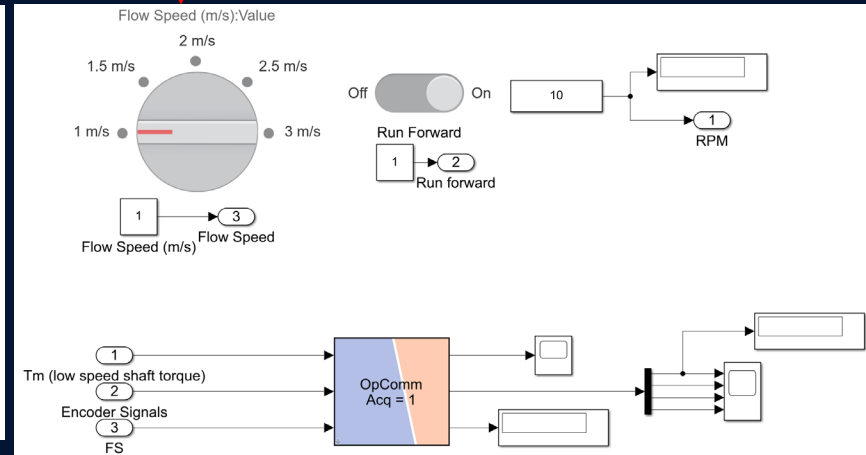 Flow Speed (m/s):Value
2 m/s
1.5 m/s
2.5 m/s
1 m/s
3 m/s
Off
On
10
1
RPM
Run Forward
1
2
Run forward
1
3
Flow Speed (m/s)
Flow Speed
1
Tm (low speed shaft torque)
2
Encoder Signals
3
FS
OpComm
Acq = 1